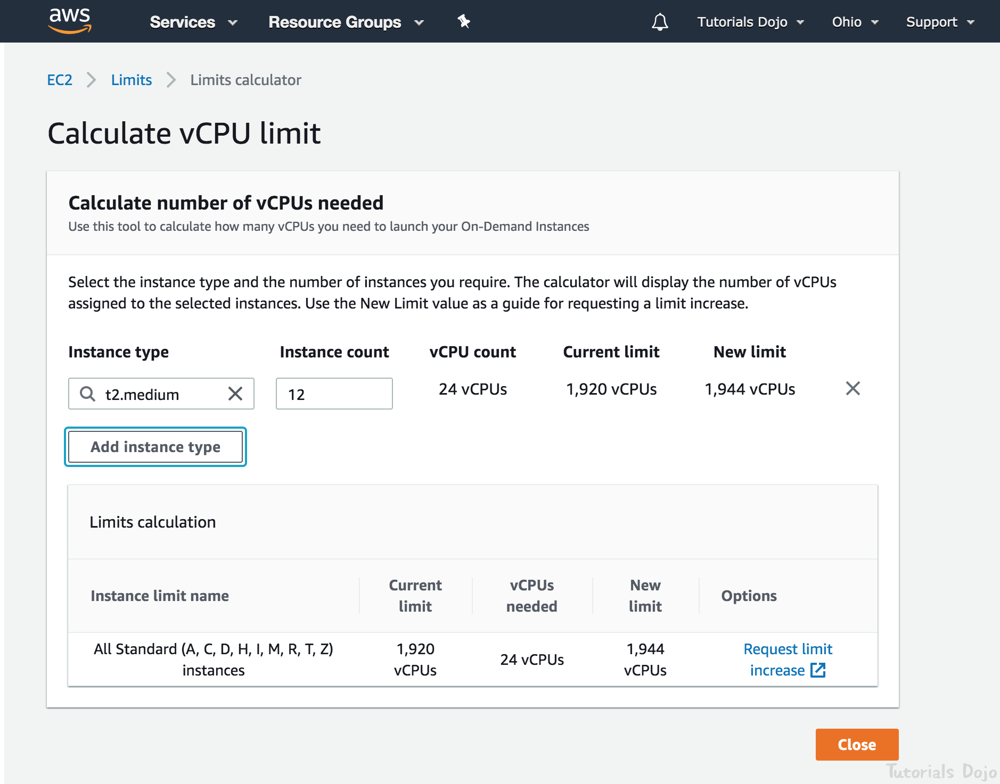 aws Services Resource Groups Tutorials Dojo Ohio Support
EC2 Limits Limits calculator
Calculate vCPU limit
Calculate number of vCPUs needed
Use this tool to calculate how many vCPUs you need to launch your On-Demand Instances
Select the instance type and the number of instances you require. The calculator will display the number of vCPUs
assigned to the selected instances. Use the New Limit value as a guide for requesting a limit increase.
Instance type Instance count vCPU count Current limit New limit
t2.medium 12 24 vCPUs 1,920 vCPUs 1,944 vCPUs
Add instance type
Limits calculation
Instance limit name Current limit vCPUs needed New limit Options
All Standard (A, C, D, H, I, M, R, T, Z) instances 1,920 vCPUs 24 vCPUs 1,944 vCPUs Request limit increase
Close
Tutorials Dojo